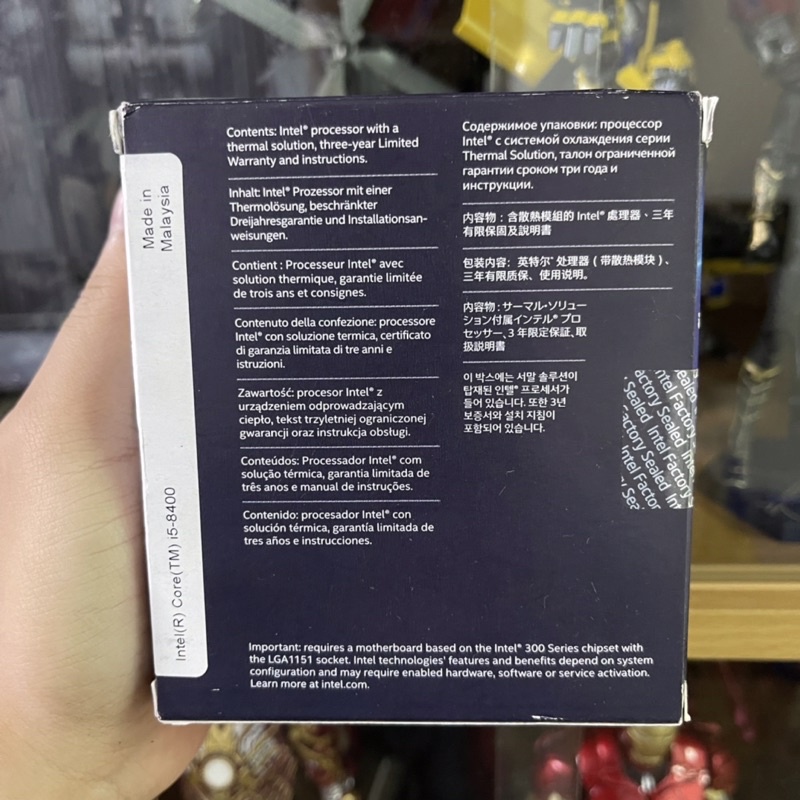 Made in
Malaysia
Intel(R) Core(TM) i5-8400
Contents: Intel® processor with a
thermal solution, three-year Limited
Warranty and instructions.
Inhalt: Intel® Prozessor mit einer
Thermolösung, beschränkter
Dreijahresgarantie und Installationsan-
weisungen.
Contient : Processeur Intel® avec
solution thermique, garantie limitée
de trois ans et consignes.
Contenuto della confezione: processore
Intel® con soluzione termica, certificato
di garanzia limitata di tre anni e
istruzioni.
Zawartość: procesor Intel® z
urządzeniem odprowadzającym
ciepło, tekst trzyletniej ograniczonej
gwarancji oraz instrukcja obsługi.
Conteúdos: Processador Intel® com
solução térmica, garantia limitada de
três anos e manual de instruções.
Contenido: procesador Intel® con
solución térmica, garantía limitada de
tres años e instrucciones.
Содержимое упаковки: процессор
Intel® с системой охлаждения серии
Thermal Solution, талон ограниченной
гарантии сроком три года и
инструкции.
內容物：含散熱模組的 Intel® 處理器、三年
有限保固及說明書
包装内容：英特尔® 处理器（带散热模块）、
三年有限质保、使用说明。
内容物：サーマル・ソリュー
ション付属インテル® プロ
セッサー、3 年限定保証、取
扱説明書
이 박스에는 서말 솔루션이
탑재된 인텔® 프로세서가
들어 있습니다. 또한 3년
보증서와 설치 지침이
포함되어 있습니다.
Intel Factory
Factory Sealed
Sealed Intel Factory
Factory Sealed
Intel Factory
Important: requires a motherboard based on the Intel® 300 Series chipset with
the LGA1151 socket. Intel technologies' features and benefits depend on system
configuration and may require enabled hardware, software or service activation.
Learn more at intel.com.